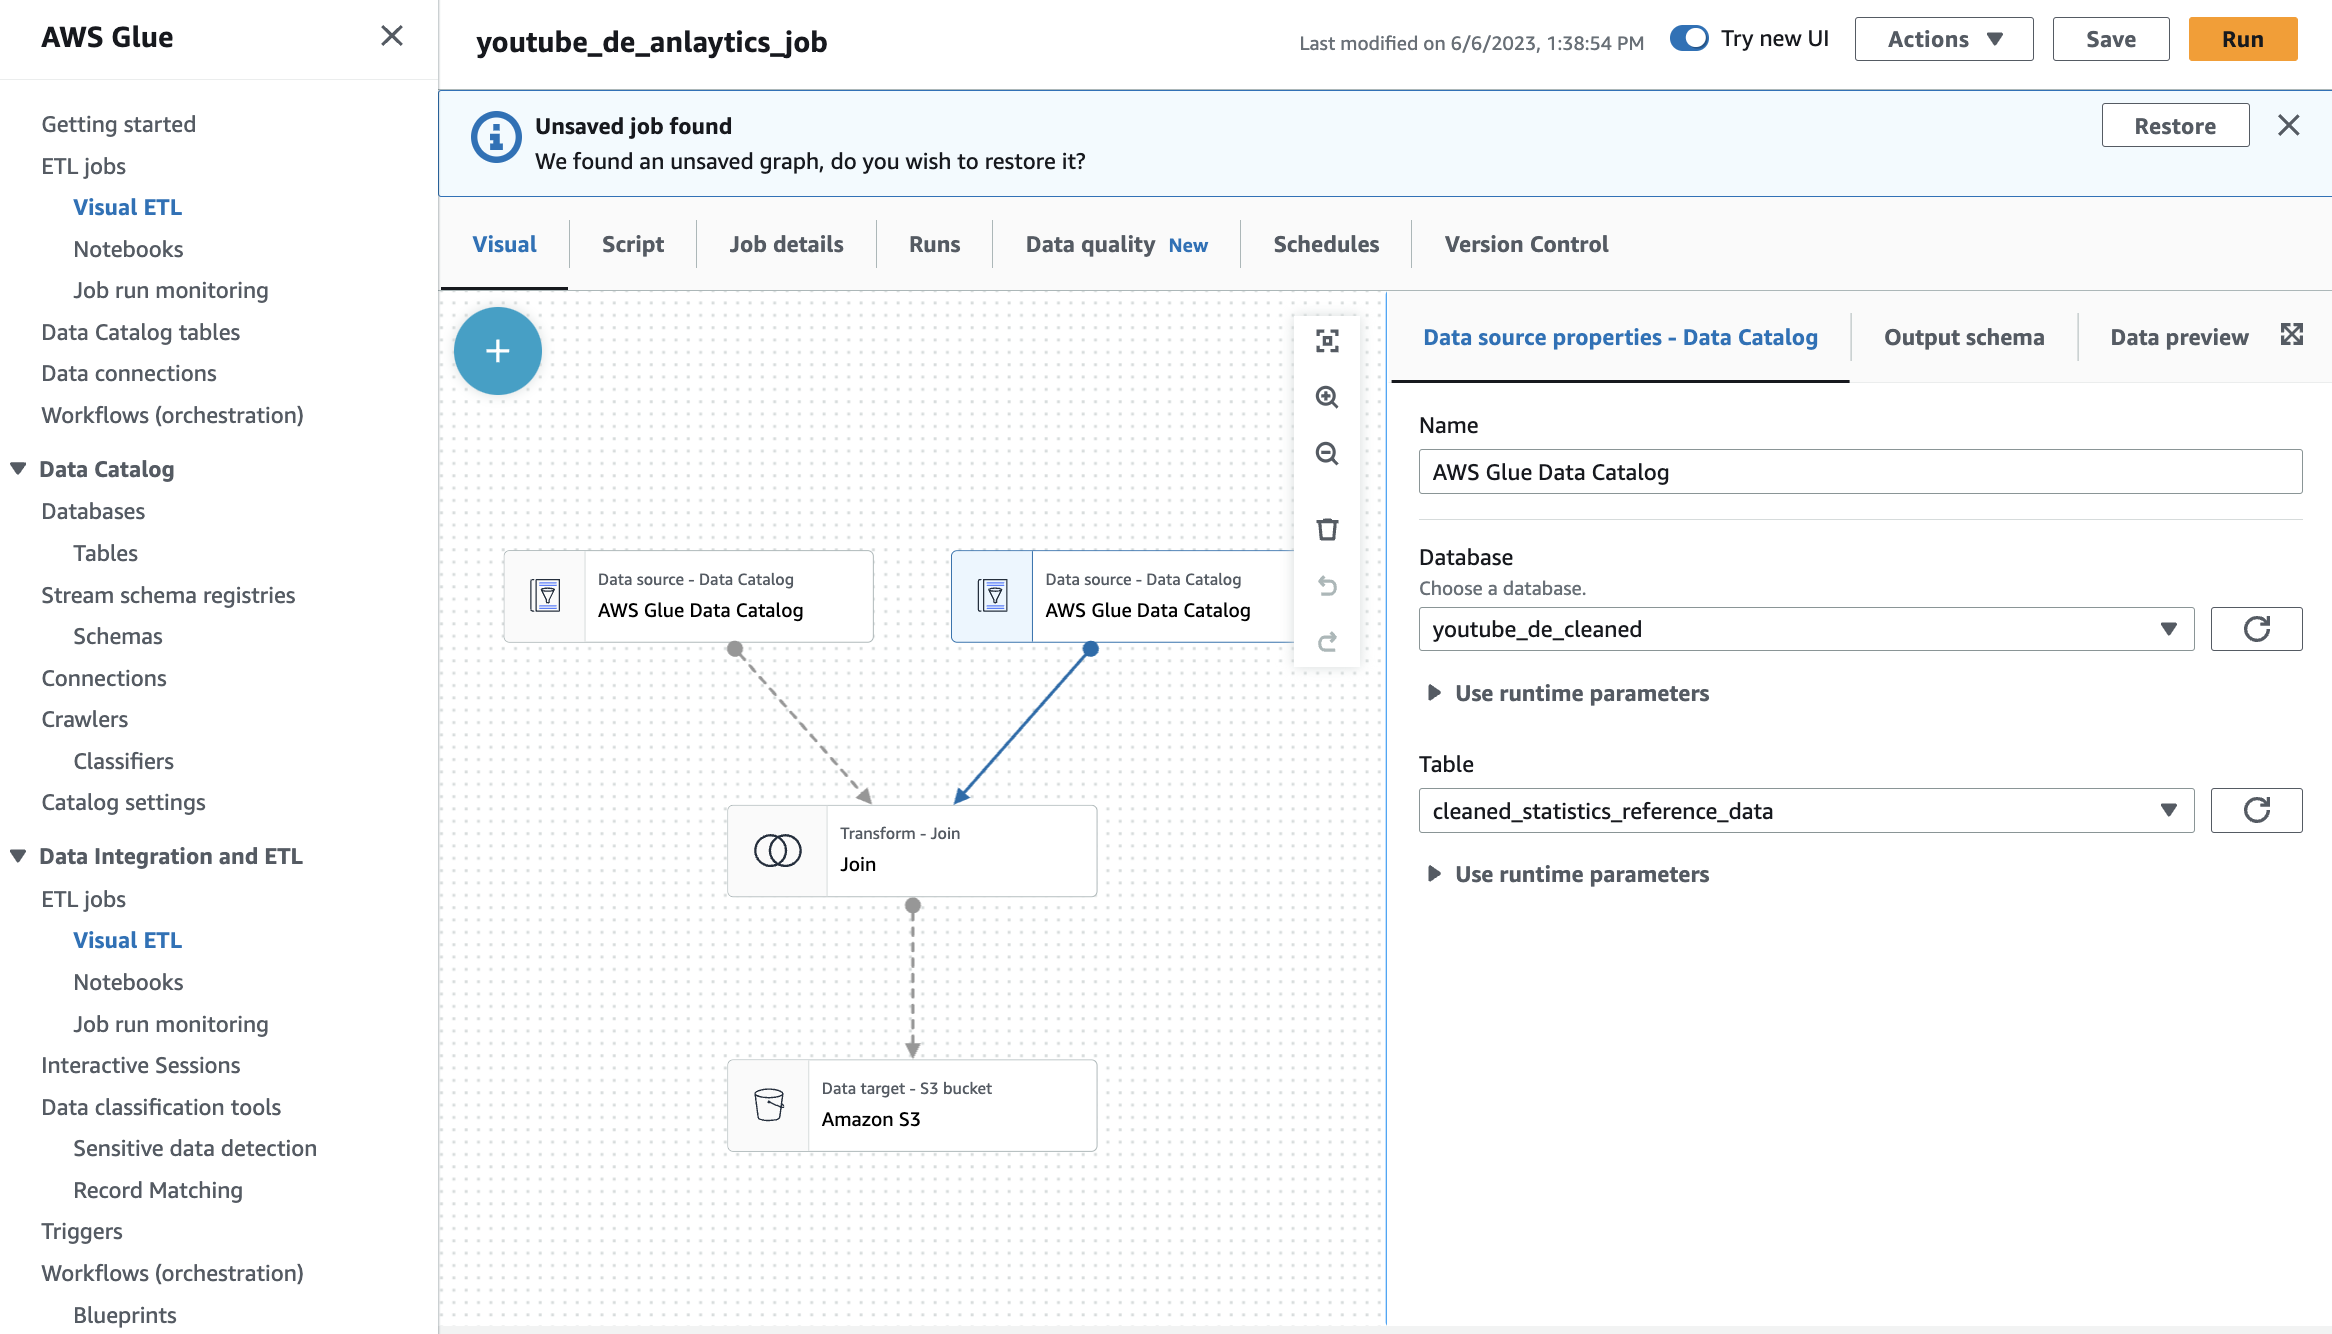 AWS Glue
Getting started
ETL jobs
Visual ETL
Notebooks
Job run monitoring
Data Catalog tables
Data connections
Workflows (orchestration)
Data Catalog
Databases
Tables
Stream schema registries
Schemas
Connections
Crawlers
Classifiers
Catalog settings
Data Integration and ETL
ETL jobs
Visual ETL
Notebooks
Job run monitoring
Interactive Sessions
Data classification tools
Sensitive data detection
Record Matching
Triggers
Workflows (orchestration)
Blueprints
youtube_de_anlaytics_job
Last modified on 6/6/2023, 1:38:54 PM
Try new UI
Actions
Save
Run
Unsaved job found
We found an unsaved graph, do you wish to restore it?
Restore
Visual
Script
Job details
Runs
Data quality New
Schedules
Version Control
Data source - Data Catalog
AWS Glue Data Catalog
Data source - Data Catalog
AWS Glue Data Catalog
Transform - Join
Join
Data target - S3 bucket
Amazon S3
Data source properties - Data Catalog
Output schema
Data preview
Name
AWS Glue Data Catalog
Database
Choose a database.
youtube_de_cleaned
Use runtime parameters
Table
cleaned_statistics_reference_data
Use runtime parameters